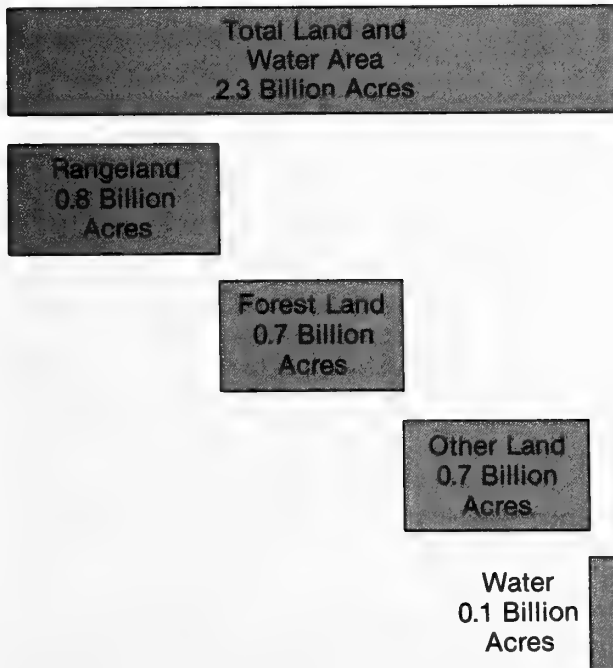 Total Land and
Water Area
2.3 Billion Acres
Rangeland
0.8 Billion
Acres
Forest Land
0.7 Billion
Acres
Other Land
0.7 Billion
Acres
Water
0.1 Billion
Acres